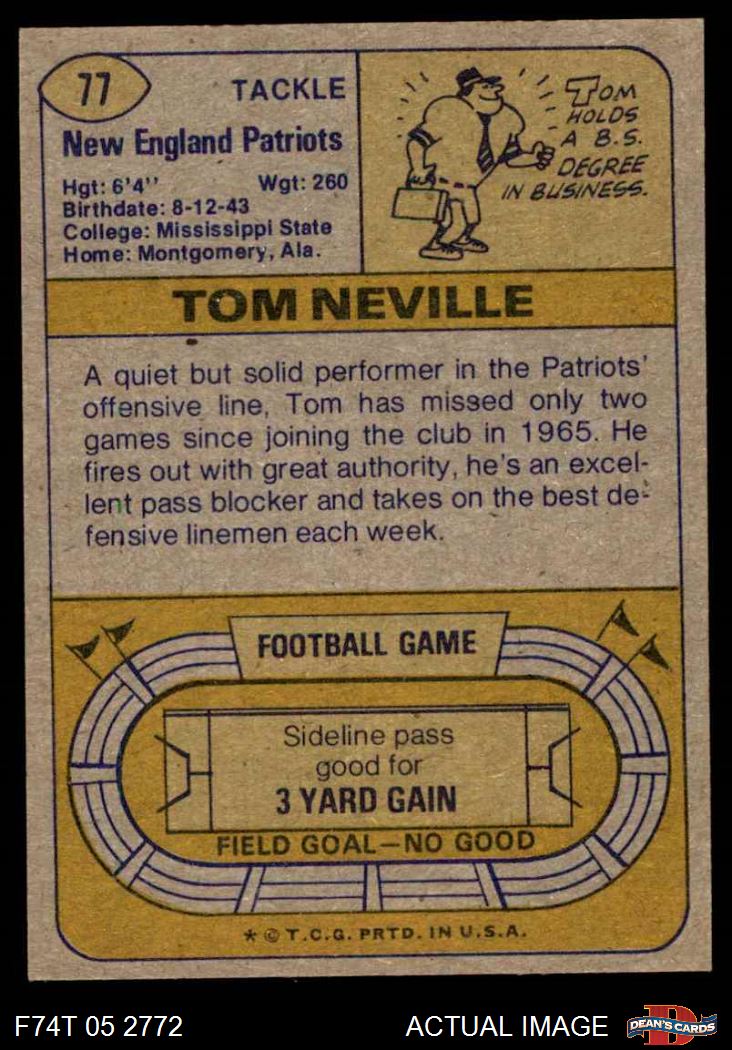 77
TACKLE
New England Patriots
Hgt: 6'4'' Wgt: 260
Birthdate: 8-12-43
College: Mississippi State
Home: Montgomery, Ala.
TOM
HOLDS
A B.S.
DEGREE
IN BUSINESS.
TOM NEVILLE
A quiet but solid performer in the Patriots'
offensive line, Tom has missed only two
games since joining the club in 1965. He
fires out with great authority, he's an excel-
lent pass blocker and takes on the best de-
fensive linemen each week.
FOOTBALL GAME
Sideline pass
good for
3 YARD GAIN
FIELD GOAL—NO GOOD
* © T.C.G. PRTD. IN U.S.A.
F74T 05 2772
ACTUAL IMAGE
D
DEAN'S CARDS